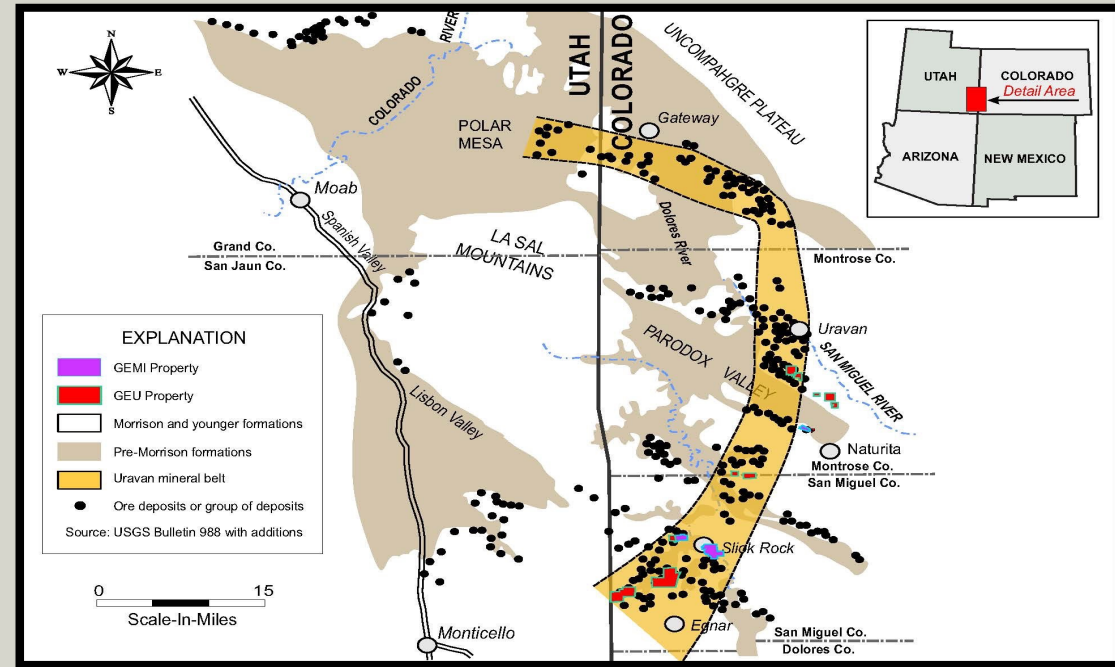 N
W
E
S
RIVER
COLORADO
UTAH
COLORADO
UNCOMPAHGRE PLATEAU
Gateway
POLAR
MESA
Moab
Spanish Valley
Grand Co.
San Jaun Co.
LA SAL
MOUNTAINS
Dolores River
Montrose Co.
Uravan
SAN MIGUEL RIVER
PARODOX
VALLEY
Lisbon Valley
Naturita
Montrose Co.
San Miguel Co.
Slick Rock
Egnar
San Miguel Co.
Dolores Co.
Monticello
UTAH
COLORADO
Detail Area
ARIZONA
NEW MEXICO
EXPLANATION
GEMI Property
GEU Property
Morrison and younger formations
Pre-Morrison formations
Uravan mineral belt
Ore deposits or group of deposits
Source: USGS Bulletin 988 with additions
0
15
Scale-In-Miles